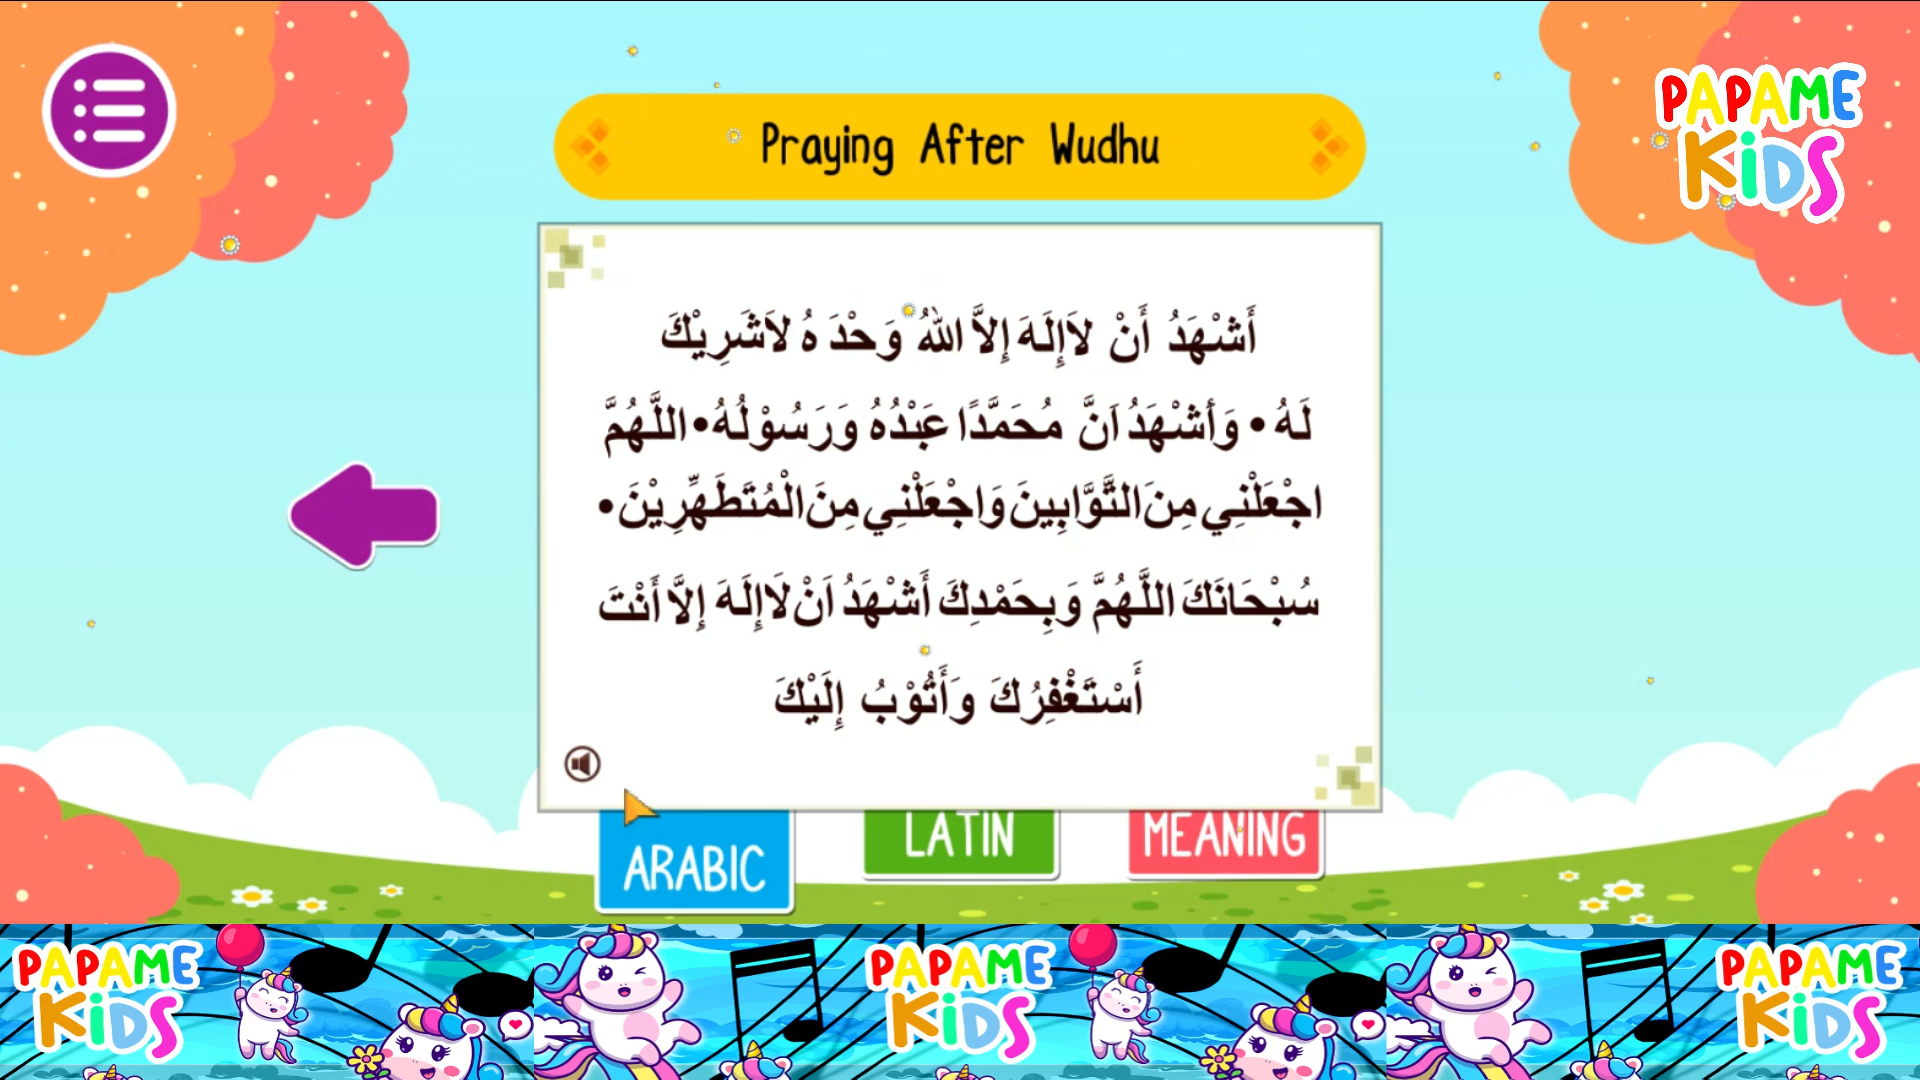 PAPAME
KiDS
Praying After Wudhu
أَشْهَدُ أَنْ لاَإِلَهَ إِلاَّ اللهُ وَحْدَ هُ لاَشَرِيْكَ
لَهُ • وَأَشْهَدُ اَنَّ مُحَمَّدًا عَبْدُهُ وَرَسُوْلُهُ • اللَّهُمَّ
اجْعَلْنِي مِنَ التَّوَّابِينَ وَاجْعَلْنِي مِنَ الْمُتَطَهِّرِيْنَ •
سُبْحَانَكَ اللَّهُمَّ وَبِحَمْدِكَ أَشْهَدُ اَنْ لاَإِلَهَ إِلاَّ أَنْتَ
أَسْتَغْفِرُكَ وَأَتُوْبُ إِلَيْكَ
ARABIC
LATIN
MEANING
PAPAME
KiDS
PAPAME
KiDS
PAPAME
KiDS